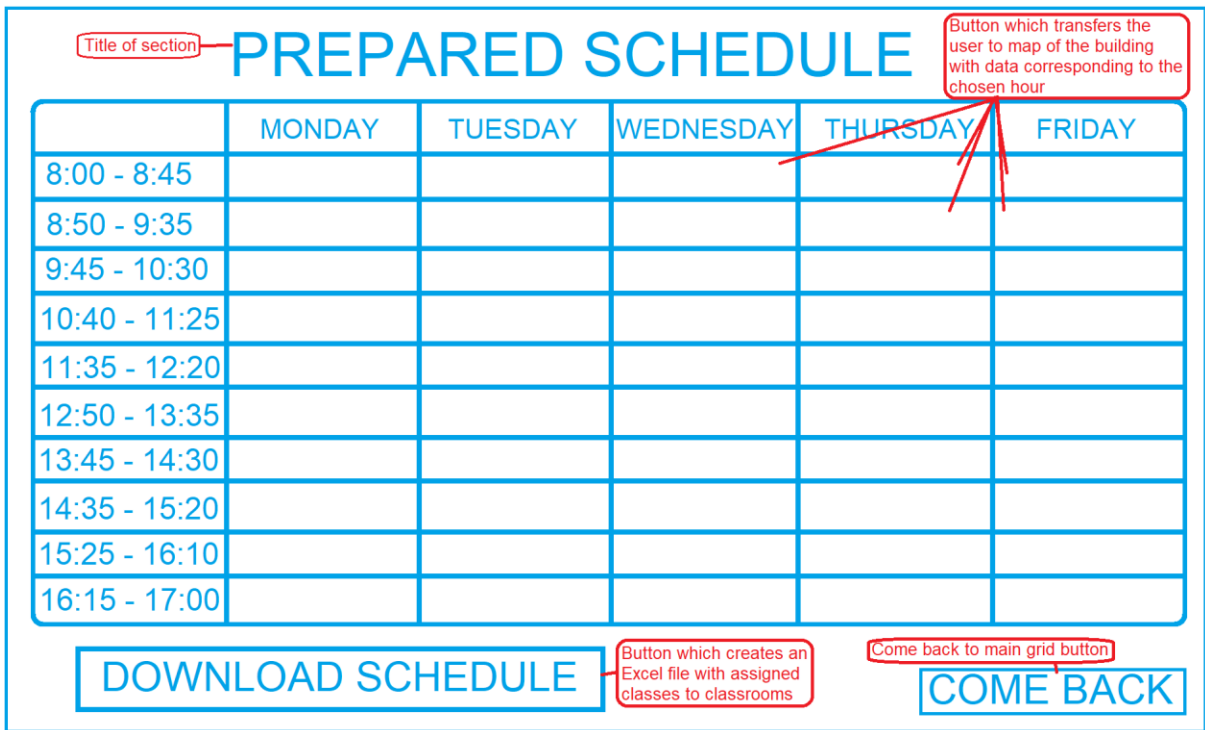 Title of section
PREPARED SCHEDULE
Button which transfers the
user to map of the building
with data corresponding to the
chosen hour
MONDAY TUESDAY WEDNESDAY THURSDAY FRIDAY
8:00 - 8:45
8:50 - 9:35
9:45 - 10:30
10:40 - 11:25
11:35 - 12:20
12:50 - 13:35
13:45 - 14:30
14:35 - 15:20
15:25 - 16:10
16:15 - 17:00
DOWNLOAD SCHEDULE
Button which creates an
Excel file with assigned
classes to classrooms
Come back to main grid button
COME BACK